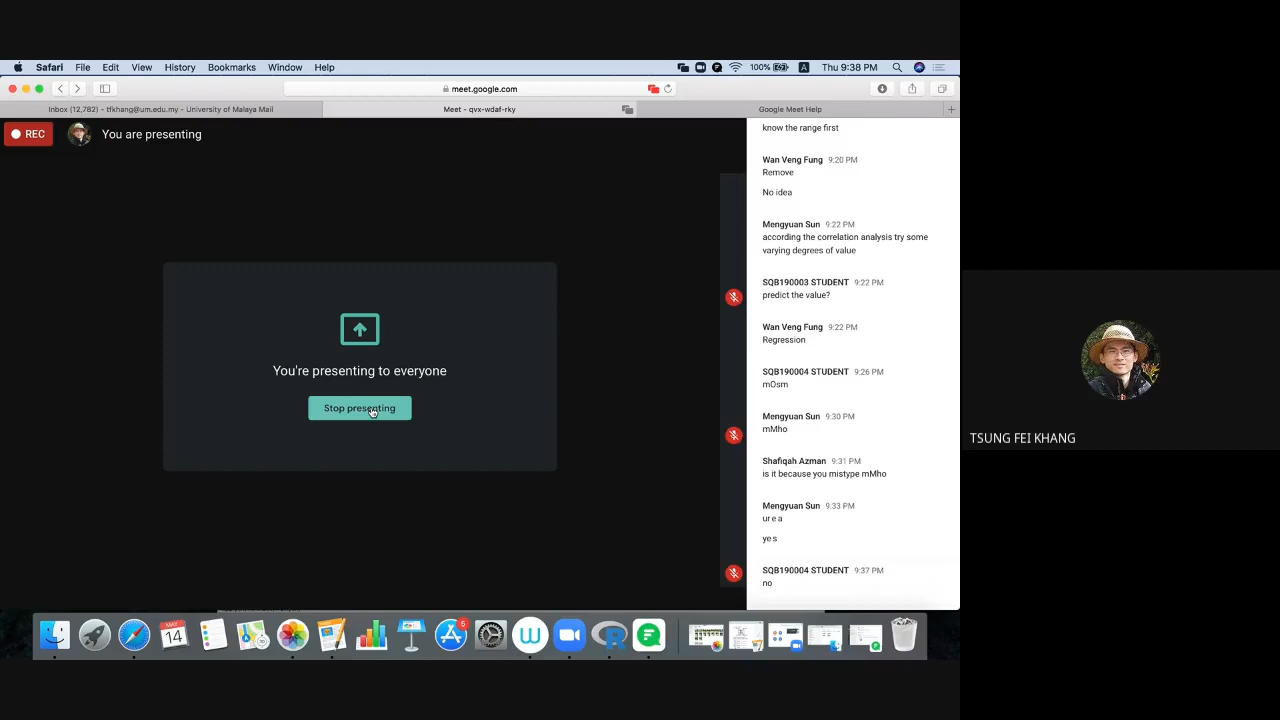 Safari File Edit View History Bookmarks Window Help
100% A Thu 9:38 PM
meet.google.com
Inbox (12,782) - tfkhang@um.edu.my - University of Malaya Mail
Meet - qvx-wdaf-rky
Google Meet Help
REC
You are presenting
You're presenting to everyone
Stop presenting
know the range first
Wan Veng Fung 9:20 PM
Remove
No idea
Mengyuan Sun 9:22 PM
according the correlation analysis try some
varying degrees of value
SQB190003 STUDENT 9:22 PM
predict the value?
Wan Veng Fung 9:22 PM
Regression
SQB190004 STUDENT 9:26 PM
mOsm
Mengyuan Sun 9:30 PM
mMho
Shafiqah Azman 9:31 PM
is it because you mistype mMho
Mengyuan Sun 9:33 PM
u r e a
ye s
SQB190004 STUDENT 9:37 PM
no
TSUNG FEI KHANG
MAY
14
5
W
R